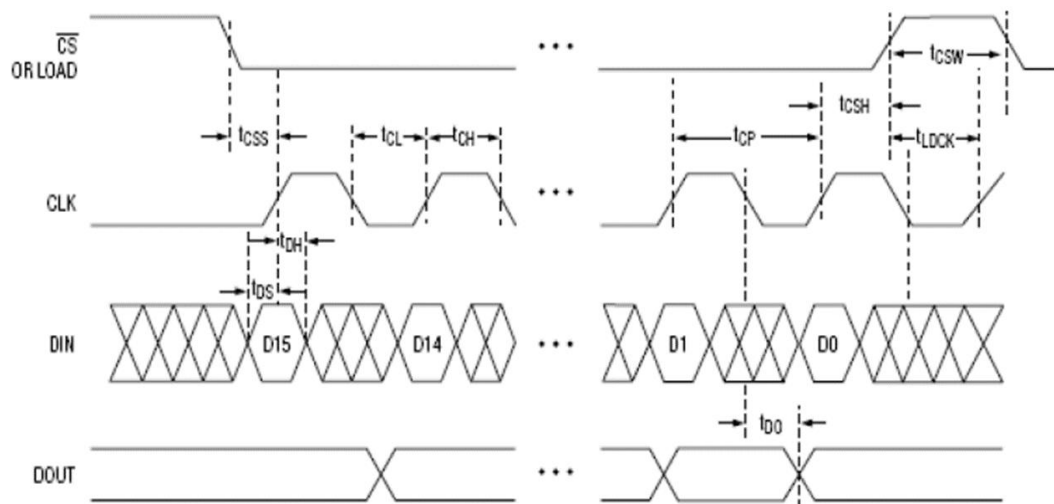 CS
OR LOAD
• • •
tCSW
tCSH
tCSS
tCL
tCH
tCP
tLDCK
CLK
• • •
tDH
tDS
DIN
D15
D14
• • •
D1
D0
tDO
DOUT
• • •